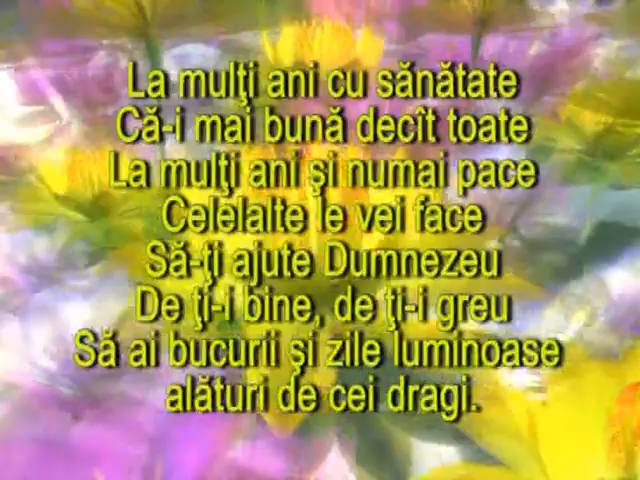 La mulţi ani cu sănătate
Că-i mai bună decît toate
La mulţi ani şi numai pace
Celelalte le vei face
Să-ţi ajute Dumnezeu
De ţi-i bine, de ţi-i greu
Să ai bucurii şi zile luminoase
alături de cei dragi.